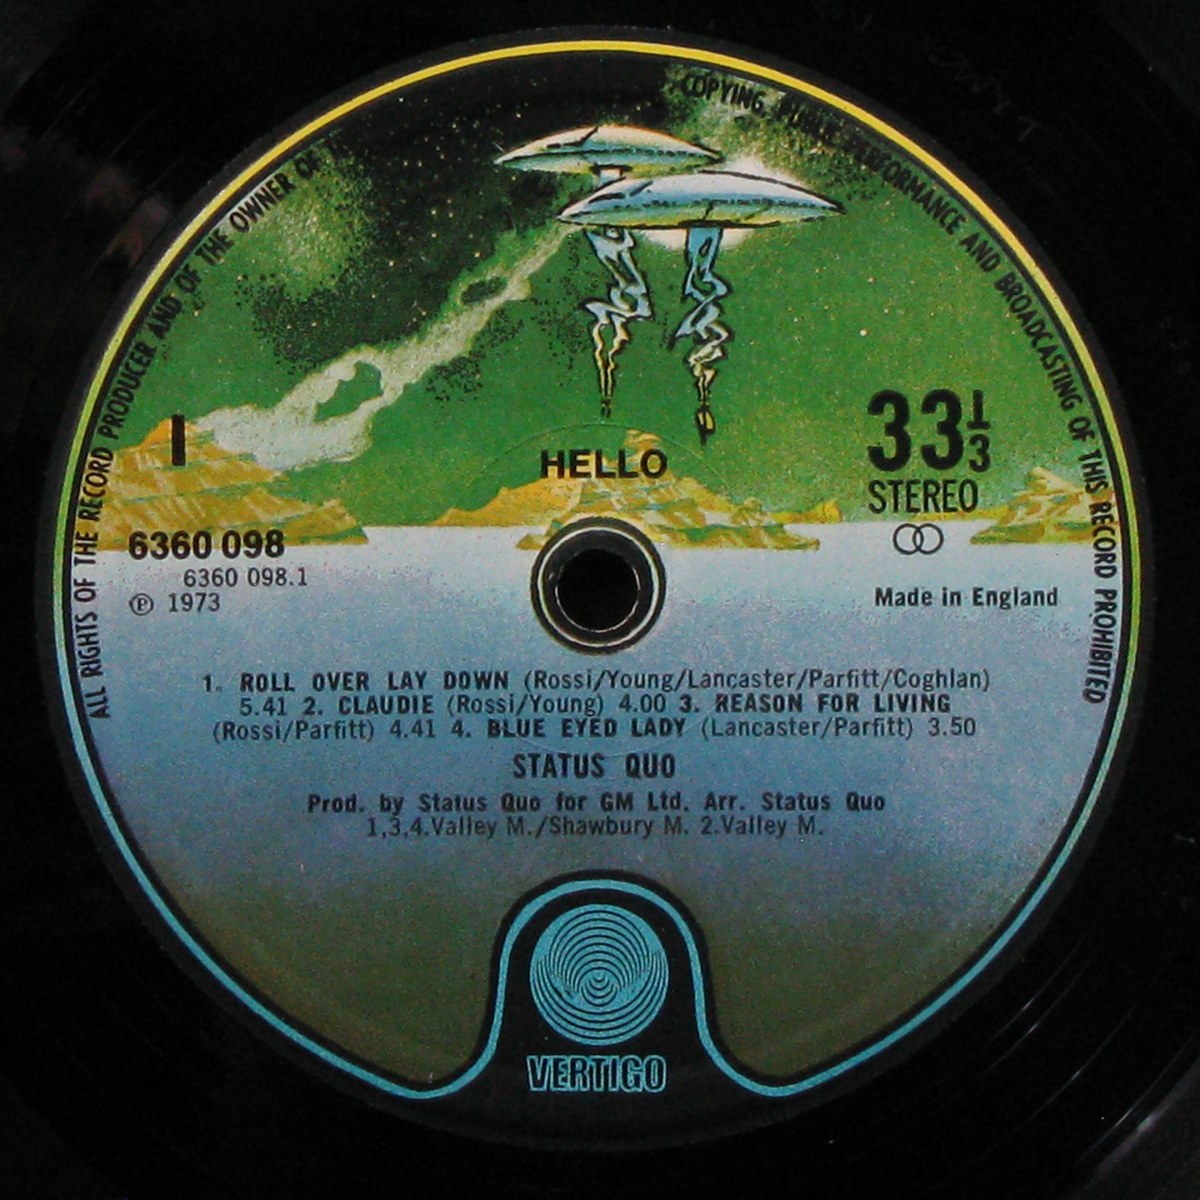 ALL RIGHTS OF THE RECORD PRODUCER AND OF THE OWNER OF
COPYING, PUBLIC PERFORMANCE AND BROADCASTING OF THIS RECORD PROHIBITED
1
HELLO
33 1/3
STEREO
6360 098
6360 098.1
Ⓟ 1973
Made in England
1. ROLL OVER LAY DOWN (Rossi/Young/Lancaster/Parfitt/Coghlan)
5.41 2. CLAUDIE (Rossi/Young) 4.00 3. REASON FOR LIVING
(Rossi/Parfitt) 4.41 4. BLUE EYED LADY (Lancaster/Parfitt) 3.50
STATUS QUO
Prod. by Status Quo for GM Ltd. Arr. Status Quo
1,3,4.Valley M./Shawbury M. 2.Valley M.
VERTIGO